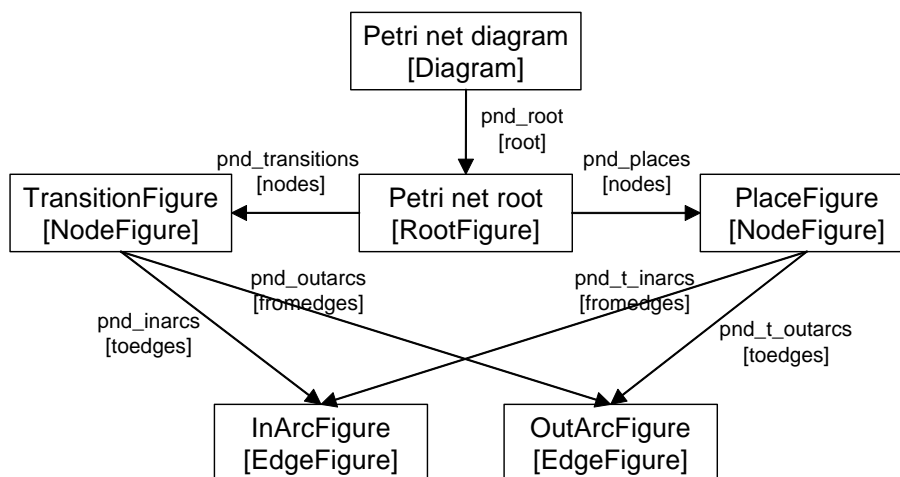 Petri net diagram
[Diagram]
pnd_root
[root]
pnd_transitions
[nodes]
pnd_places
[nodes]
TransitionFigure
[NodeFigure]
Petri net root
[RootFigure]
PlaceFigure
[NodeFigure]
pnd_outarcs
[fromedges]
pnd_t_inarcs
[fromedges]
pnd_inarcs
[toedges]
pnd_t_outarcs
[toedges]
InArcFigure
[EdgeFigure]
OutArcFigure
[EdgeFigure]